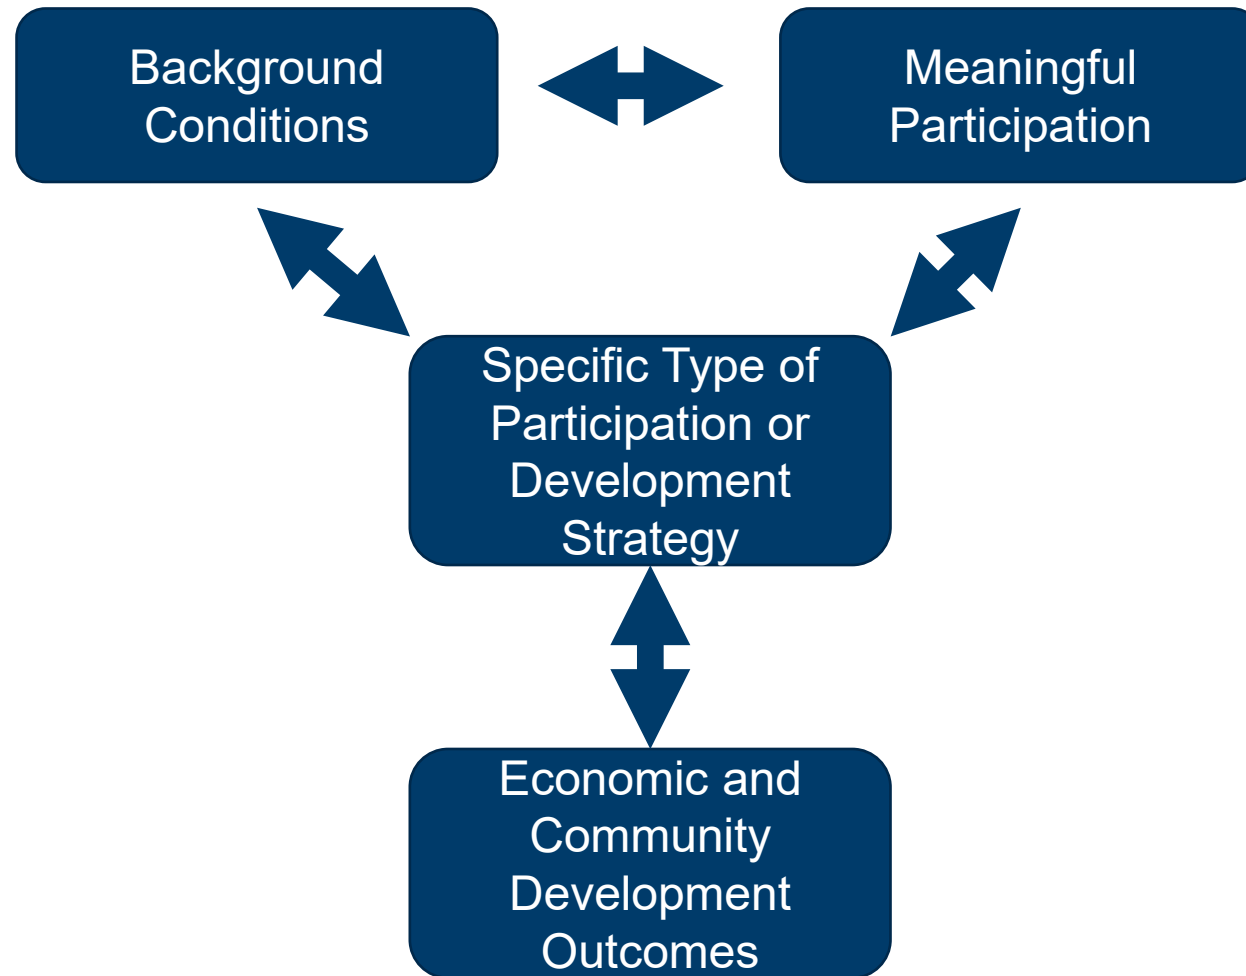 Background
Conditions
Meaningful
Participation
Specific Type of
Participation or
Development
Strategy
Economic and
Community
Development
Outcomes